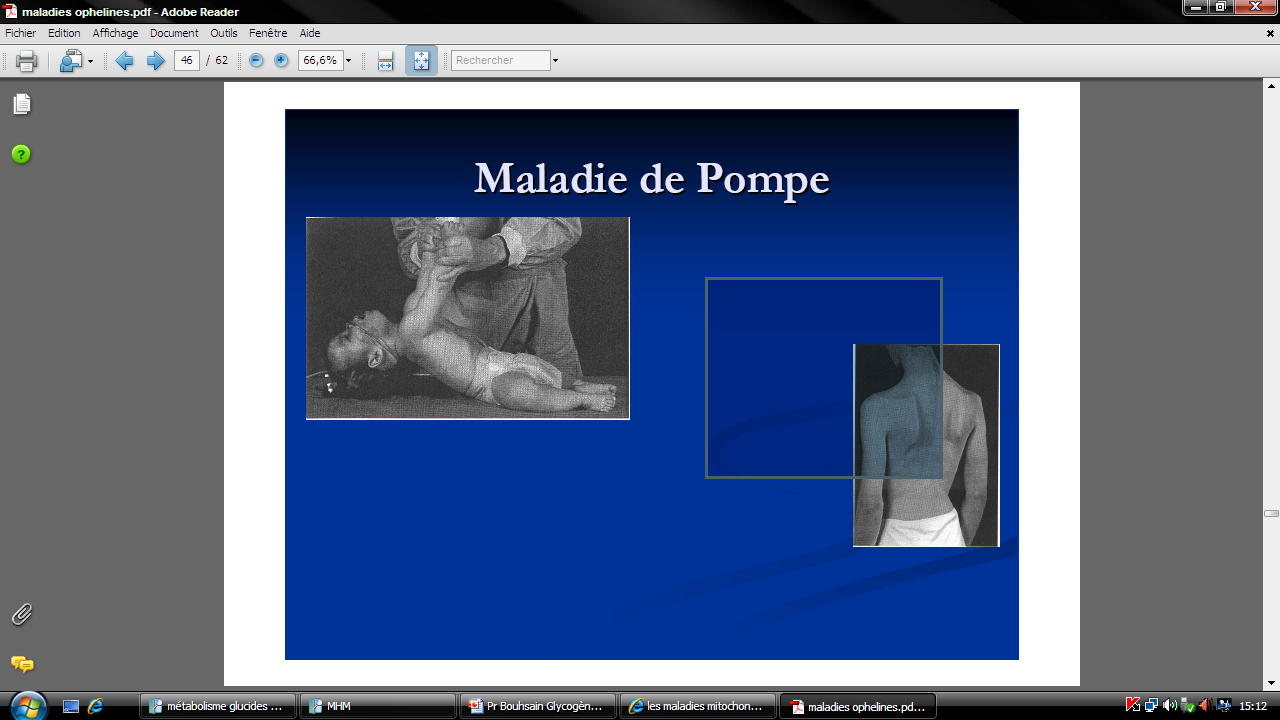 maladies ophelines.pdf - Adobe Reader
Fichier Edition Affichage Document Outils Fenêtre Aide
46 / 62 66,6% Rechercher
Maladie de Pompe
métabolisme glucides ... MHM Pr Bouhsain Glycogèn... les maladies mitochon... maladies ophelines.pd... 15:12